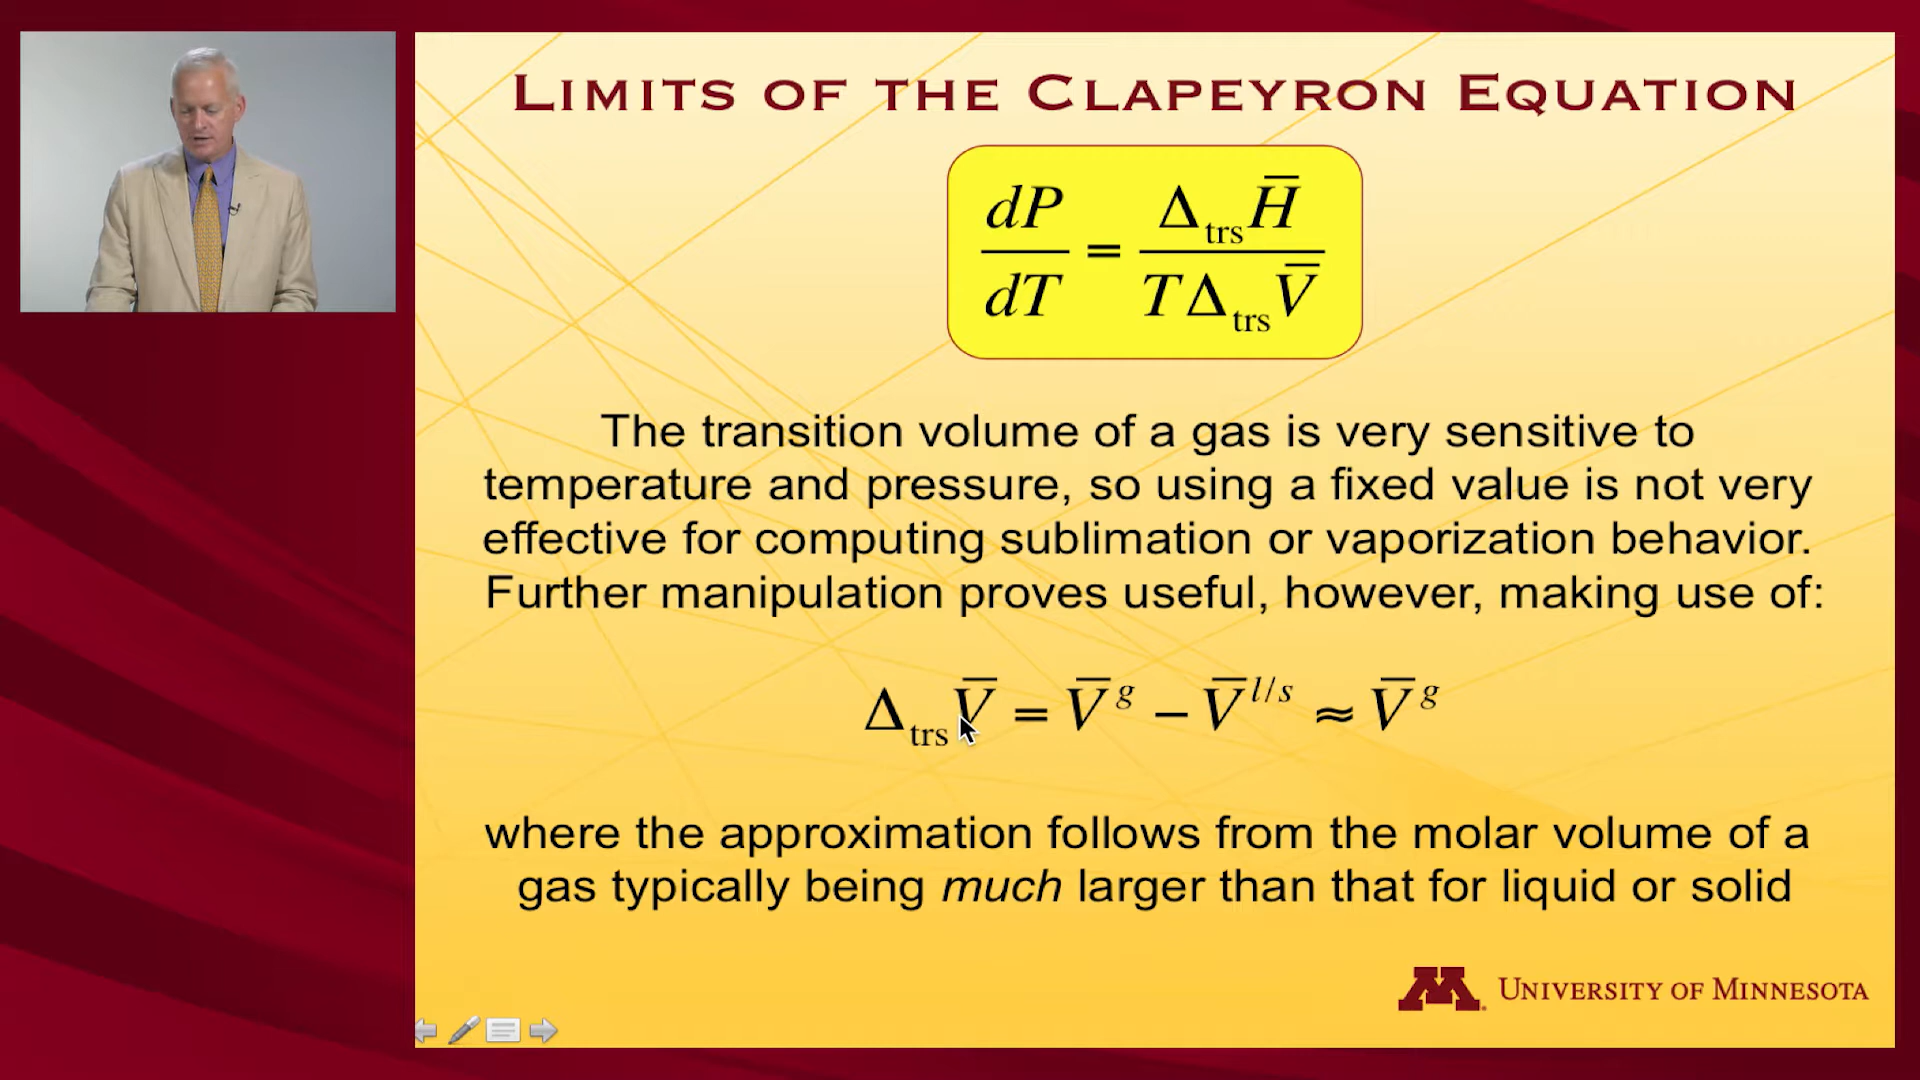 LIMITS OF THE CLAPEYRON EQUATION
dP/dT = Δ_trs H̅ / T Δ_trs V̅
The transition volume of a gas is very sensitive to
temperature and pressure, so using a fixed value is not very
effective for computing sublimation or vaporization behavior.
Further manipulation proves useful, however, making use of:
Δ_trs V̅ = V̅^g − V̅^l/s ≈ V̅^g
where the approximation follows from the molar volume of a
gas typically being much larger than that for liquid or solid
M UNIVERSITY OF MINNESOTA